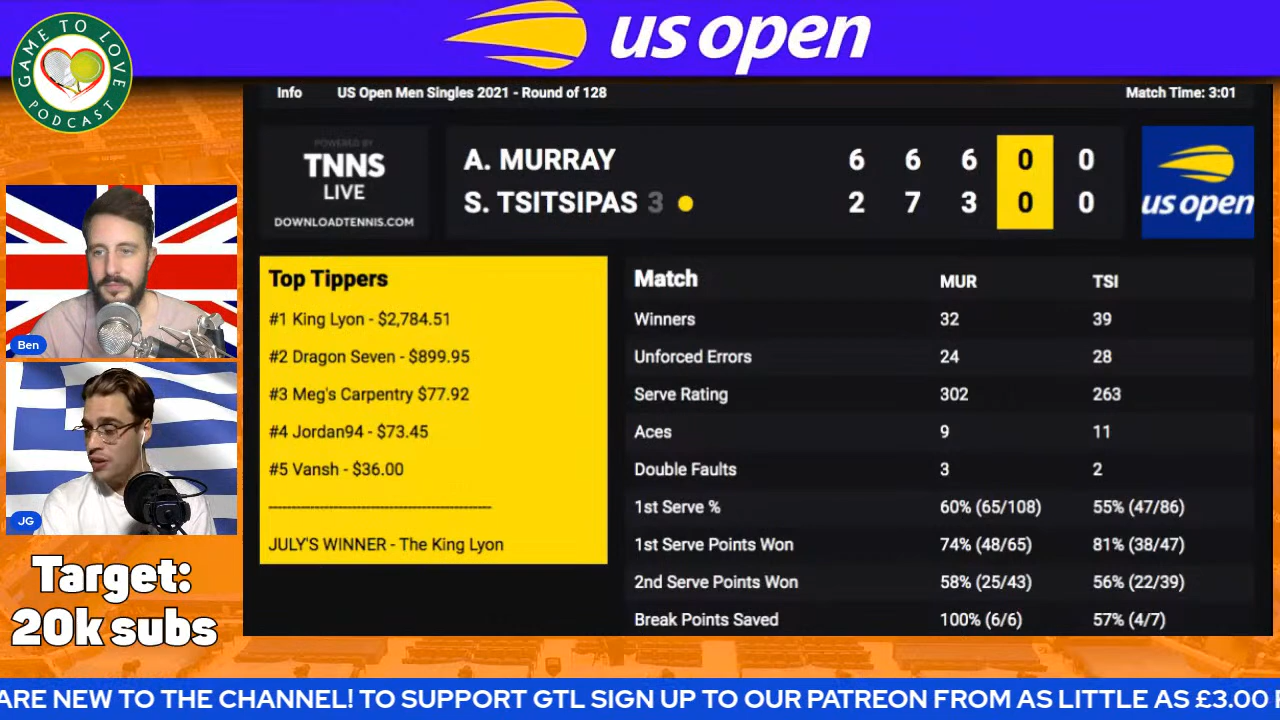 GAME TO LOVE
PODCAST
us open
Info US Open Men Singles 2021 - Round of 128 Match Time: 3:01
POWERED BY
TNNS
LIVE
DOWNLOADTENNIS.COM
A. MURRAY 6 6 6 0 0
S. TSITSIPAS 3 2 7 3 0 0
us open
Ben
JG
Target:
20k subs
Top Tippers
#1 King Lyon - $2,784.51
#2 Dragon Seven - $899.95
#3 Meg's Carpentry $77.92
#4 Jordan94 - $73.45
#5 Vansh - $36.00
------------------------------------------------
JULY'S WINNER - The King Lyon
Match MUR TSI
Winners 32 39
Unforced Errors 24 28
Serve Rating 302 263
Aces 9 11
Double Faults 3 2
1st Serve % 60% (65/108) 55% (47/86)
1st Serve Points Won 74% (48/65) 81% (38/47)
2nd Serve Points Won 58% (25/43) 56% (22/39)
Break Points Saved 100% (6/6) 57% (4/7)
ARE NEW TO THE CHANNEL! TO SUPPORT GTL SIGN UP TO OUR PATREON FROM AS LITTLE AS £3.00